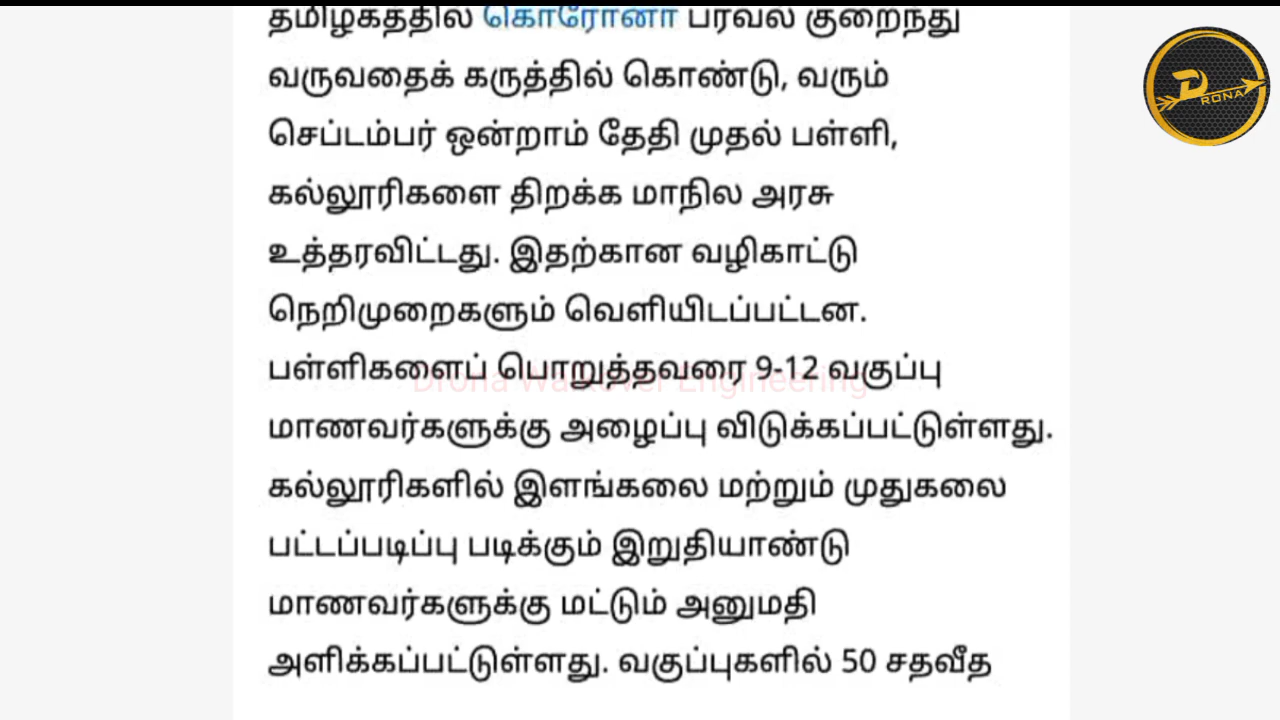 தமிழகத்தில் கொரோனா பரவல் குறைந்து
வருவதைக் கருத்தில் கொண்டு, வரும்
செப்டம்பர் ஒன்றாம் தேதி முதல் பள்ளி,
கல்லூரிகளை திறக்க மாநில அரசு
உத்தரவிட்டது. இதற்கான வழிகாட்டு
நெறிமுறைகளும் வெளியிடப்பட்டன.
பள்ளிகளைப் பொறுத்தவரை 9-12 வகுப்பு
மாணவர்களுக்கு அழைப்பு விடுக்கப்பட்டுள்ளது.
கல்லூரிகளில் இளங்கலை மற்றும் முதுகலை
பட்டப்படிப்பு படிக்கும் இறுதியாண்டு
மாணவர்களுக்கு மட்டும் அனுமதி
அளிக்கப்பட்டுள்ளது. வகுப்புகளில் 50 சதவீத
DRONA
Drona Engineering